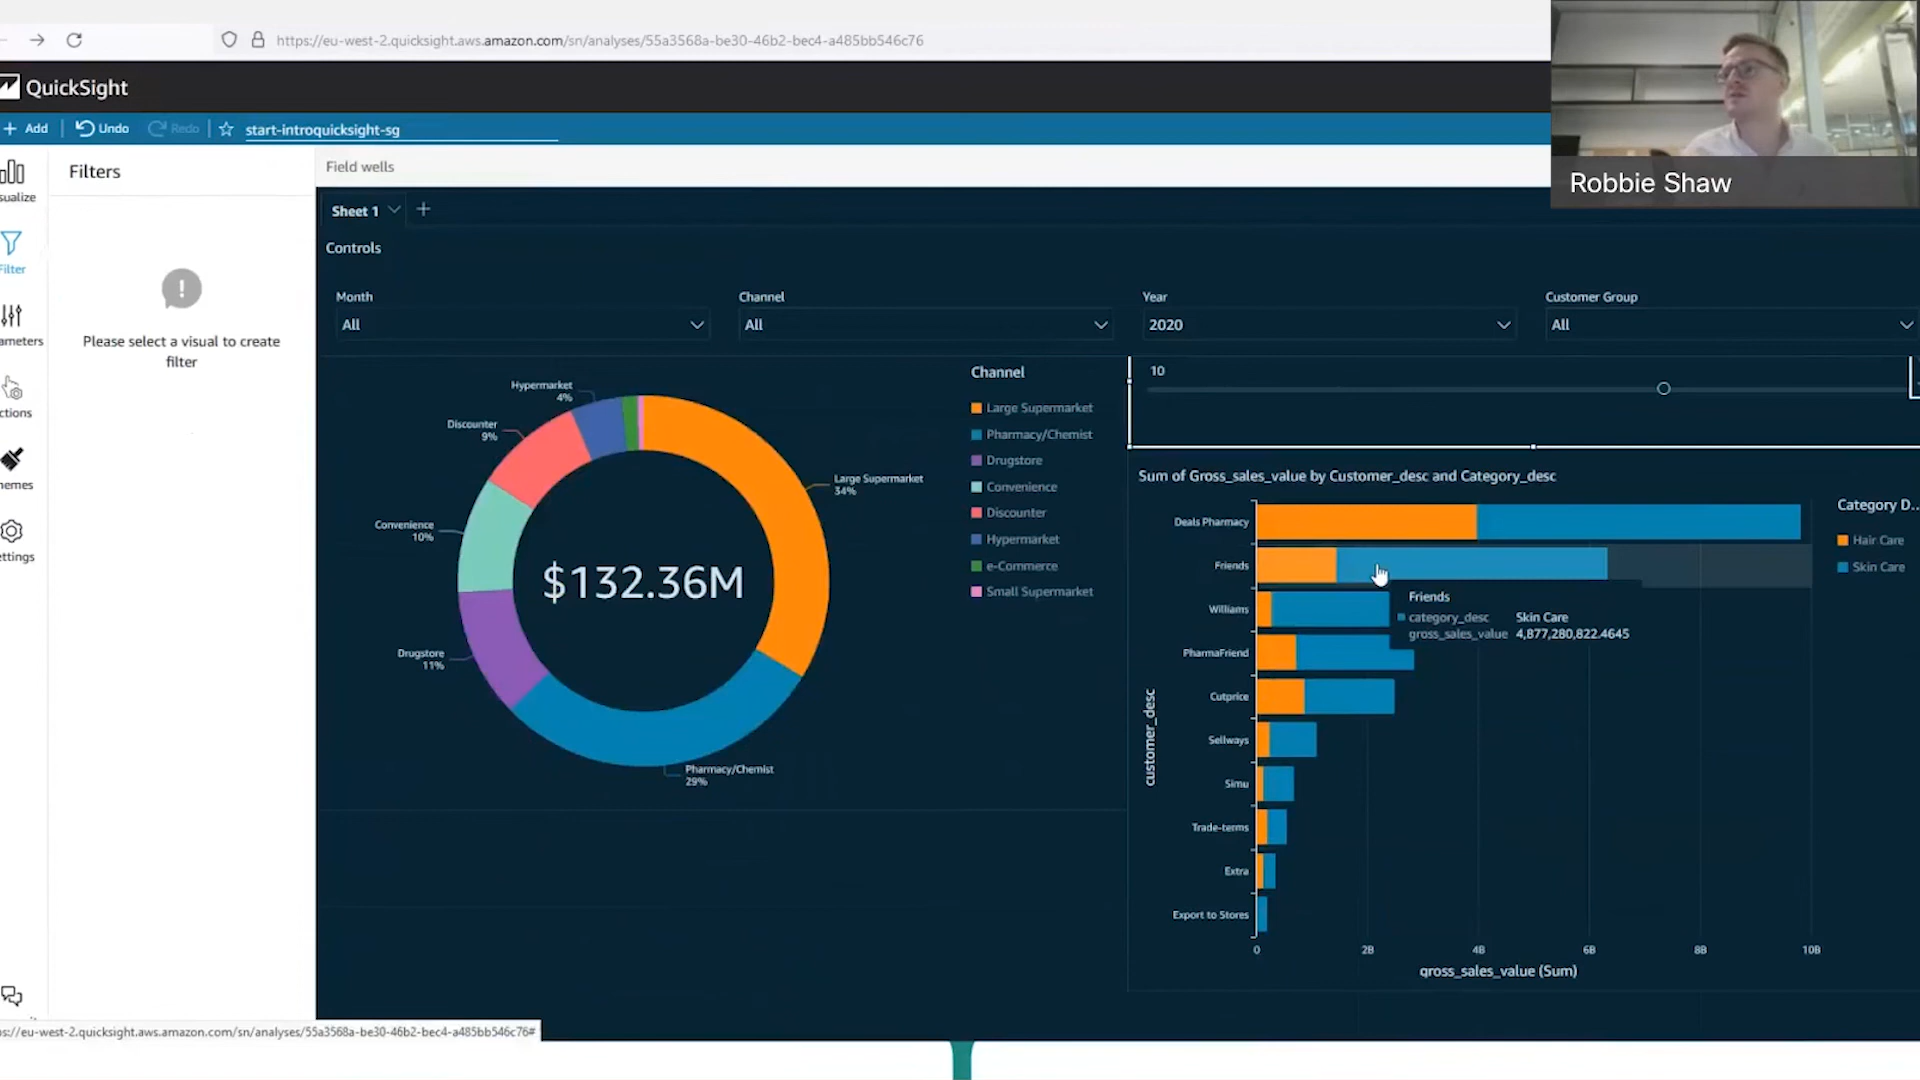 https://eu-west-2.quicksight.aws.amazon.com/sn/analyses/55a3568a-be30-46b2-bec4-a485bb546c76
QuickSight
Add
Undo
Redo
start-introquicksight-sg
Robbie Shaw
sualize
Filter
ameters
ctions
hemes
ettings
Filters
Please select a visual to create
filter
Field wells
Sheet 1
Controls
Month
All
Channel
All
Year
2020
Customer Group
All
Hypermarket
4%
Discounter
9%
Convenience
10%
Drugstore
11%
Large Supermarket
34%
Pharmacy/Chemist
29%
$132.36M
Channel
Large Supermarket
Pharmacy/Chemist
Drugstore
Convenience
Discounter
Hypermarket
e-Commerce
Small Supermarket
10
Sum of Gross_sales_value by Customer_desc and Category_desc
customer_desc
Deals Pharmacy
Friends
Williams
PharmaFriend
Cutprice
Sellways
Simu
Trade-terms
Extra
Export to Stores
Friends
category_desc Skin Care
gross_sales_value 4,877,280,822.4645
0 2B 4B 6B 8B 10B
gross_sales_value (Sum)
Category D...
Hair Care
Skin Care
s://eu-west-2.quicksight.aws.amazon.com/sn/analyses/55a3568a-be30-46b2-bec4-a485bb546c76#